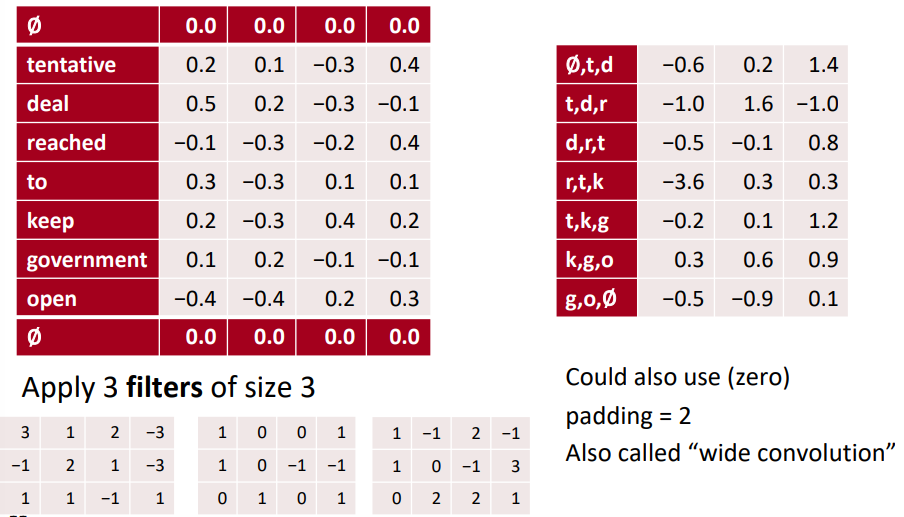 Ø 0.0 0.0 0.0 0.0
tentative 0.2 0.1 −0.3 0.4
deal 0.5 0.2 −0.3 −0.1
reached −0.1 −0.3 −0.2 0.4
to 0.3 −0.3 0.1 0.1
keep 0.2 −0.3 0.4 0.2
government 0.1 0.2 −0.1 −0.1
open −0.4 −0.4 0.2 0.3
Ø 0.0 0.0 0.0 0.0
Apply 3 filters of size 3
3 1 2 −3
−1 2 1 −3
1 1 −1 1
1 0 0 1
1 0 −1 −1
0 1 0 1
1 −1 2 −1
1 0 −1 3
0 2 2 1
Ø,t,d −0.6 0.2 1.4
t,d,r −1.0 1.6 −1.0
d,r,t −0.5 −0.1 0.8
r,t,k −3.6 0.3 0.3
t,k,g −0.2 0.1 1.2
k,g,o 0.3 0.6 0.9
g,o,Ø −0.5 −0.9 0.1
Could also use (zero)
padding = 2
Also called “wide convolution”